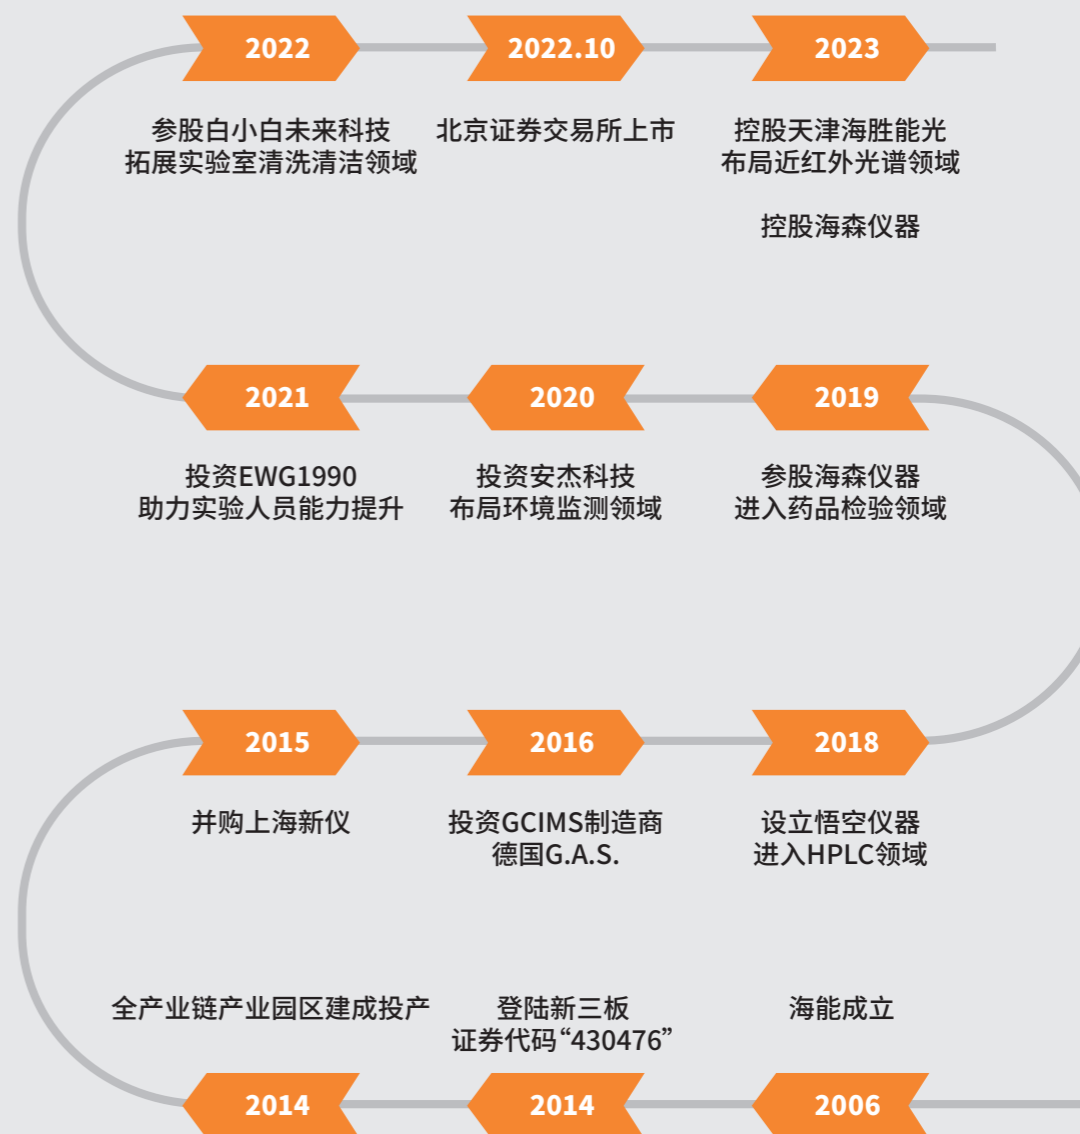 2022
参股白小白未来科技
拓展实验室清洗清洁领域
2022.10
北京证券交易所上市
2023
控股天津海胜能光
布局近红外光谱领域
控股海森仪器
2021
投资EWG1990
助力实验人员能力提升
2020
投资安杰科技
布局环境监测领域
2019
参股海森仪器
进入药品检验领域
2015
并购上海新仪
2016
投资GCIMS制造商
德国G.A.S.
2018
设立悟空仪器
进入HPLC领域
全产业链产业园区建成投产
2014
登陆新三板
证券代码“430476”
2014
海能成立
2006